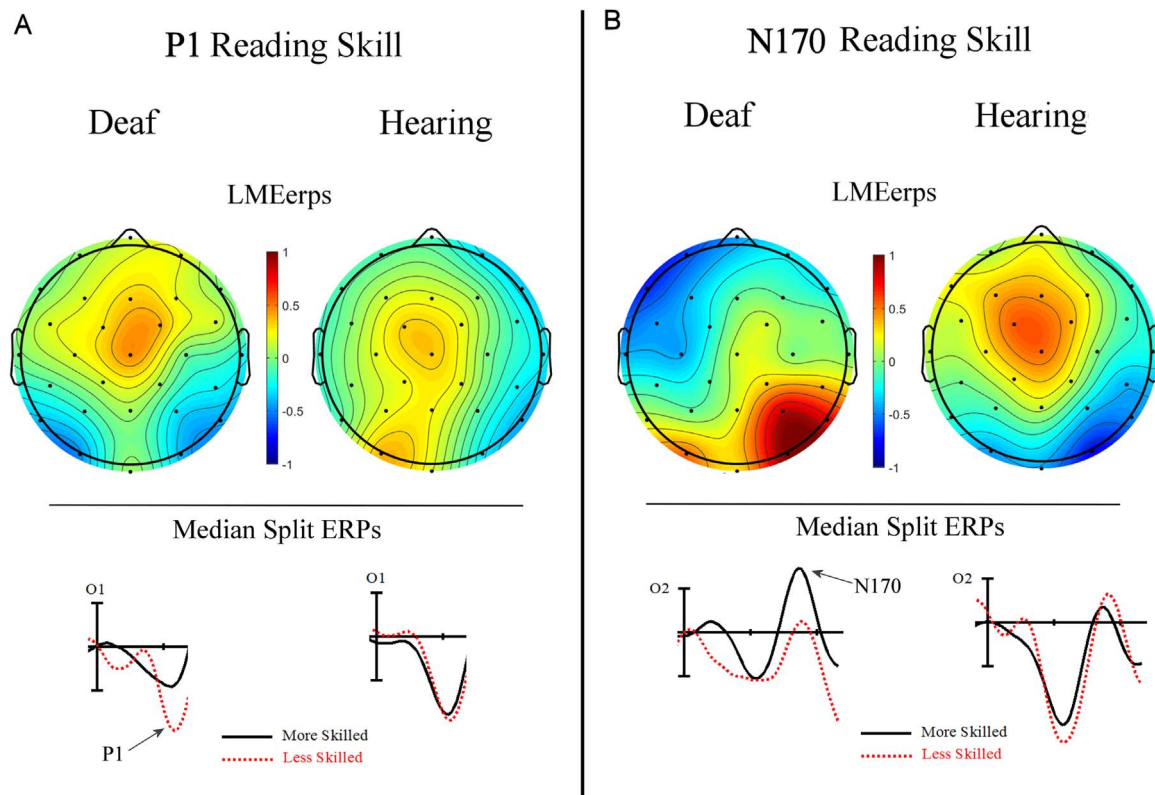 A
P1 Reading Skill
Deaf
Hearing
LMEerps
1
0.5
0
-0.5
-1
Median Split ERPs
O1
O1
P1
More Skilled
Less Skilled
B
N170 Reading Skill
Deaf
Hearing
LMEerps
1
0.5
0
-0.5
-1
Median Split ERPs
O2
N170
O2
More Skilled
Less Skilled